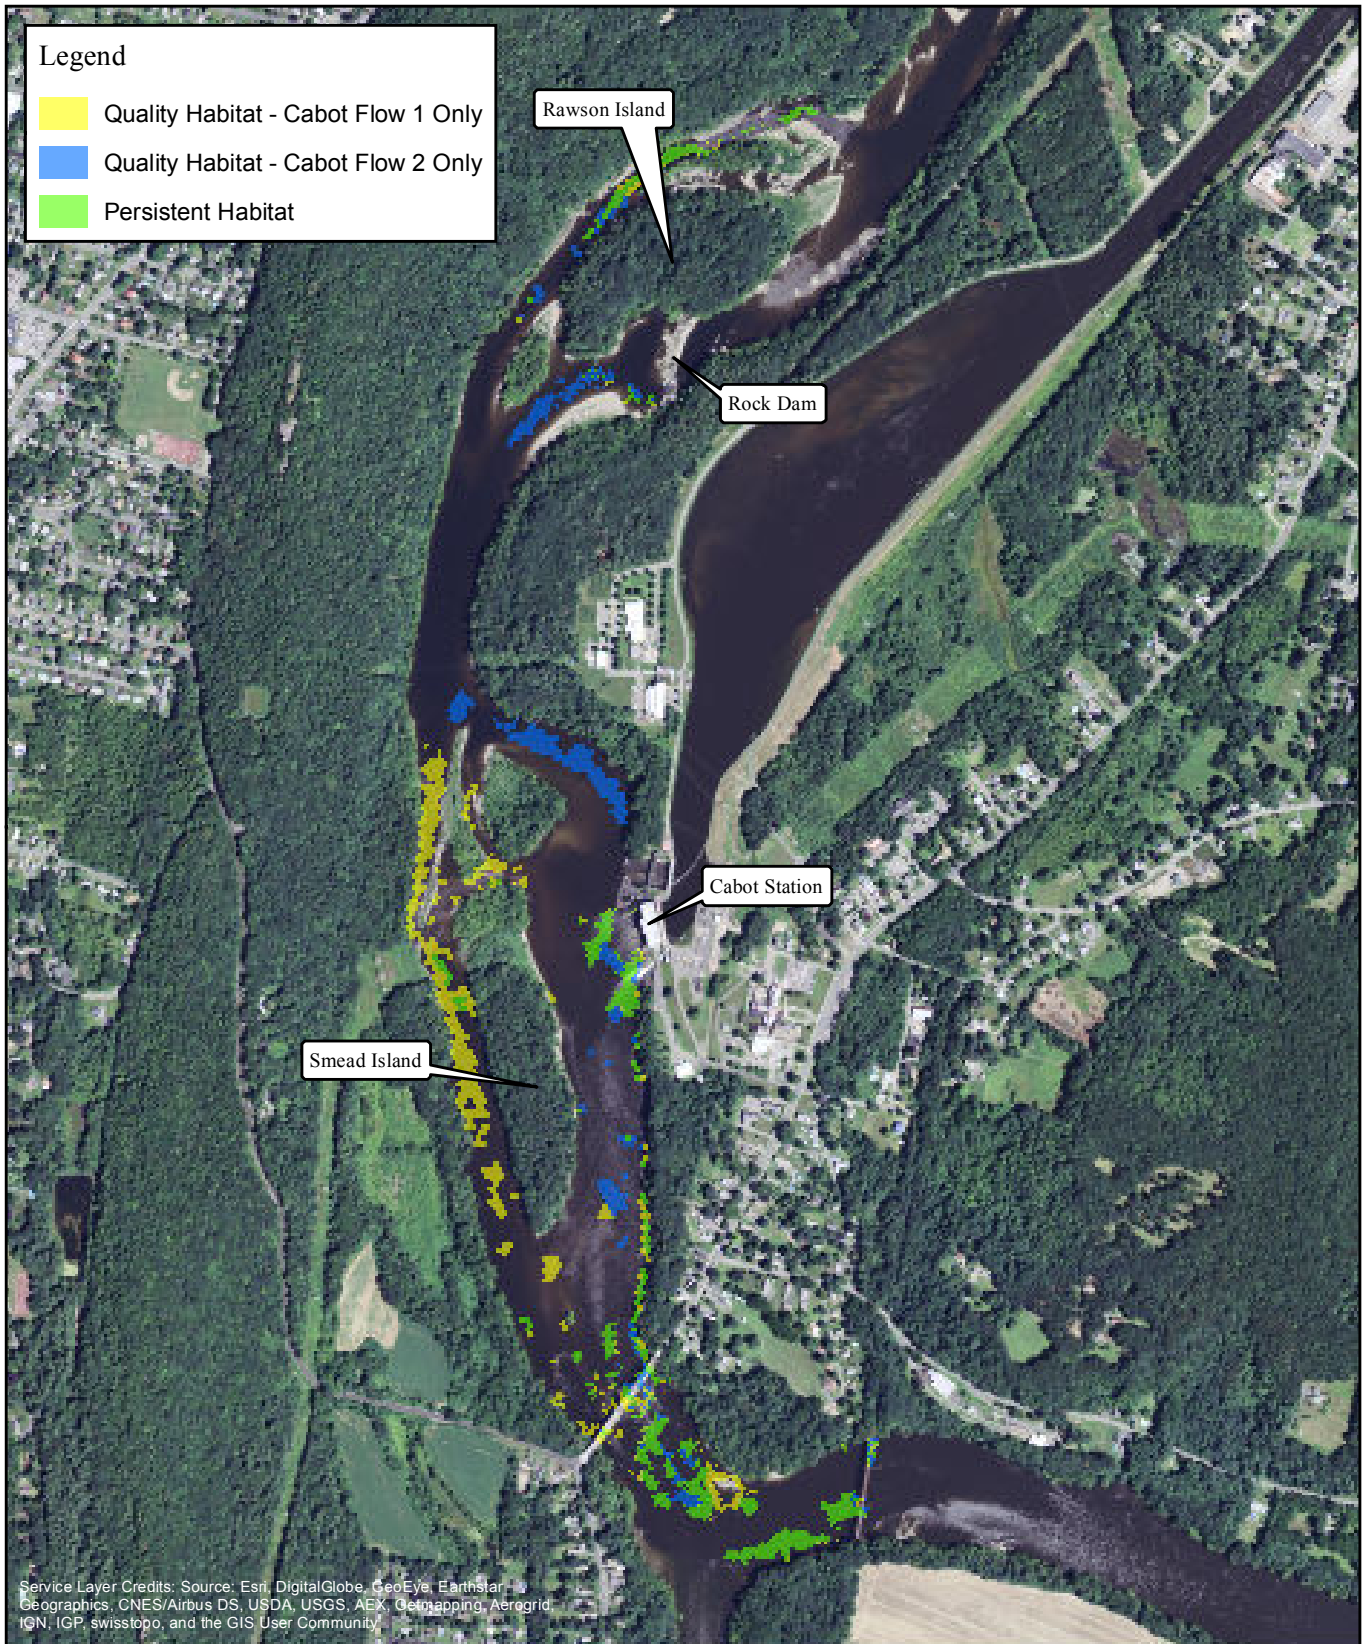 Legend
Quality Habitat - Cabot Flow 1 Only
Quality Habitat - Cabot Flow 2 Only
Persistent Habitat
Rawson Island
Rock Dam
Cabot Station
Smead Island
Service Layer Credits: Source: Esri, DigitalGlobe, GeoEye, Earthstar
Geographics, CNES/Airbus DS, USDA, USGS, AEX, Getmapping, Aerogrid,
IGN, IGP, swisstopo, and the GIS User Community